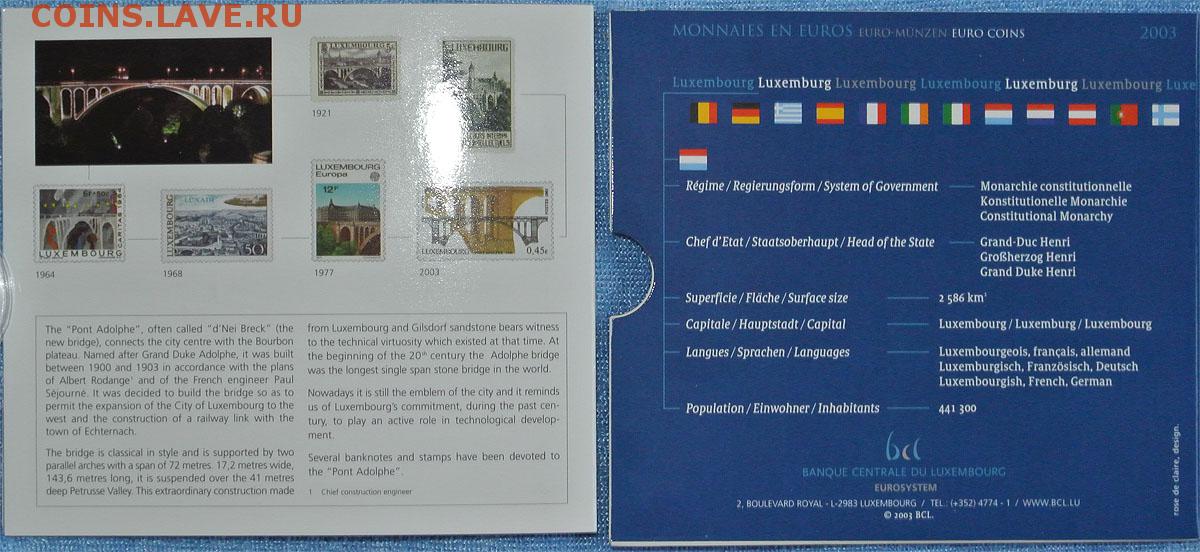 COINS.LAVE.RU
LUXEMBOURG
1921
LUXEMBOURG
LUXEMBOURG
Europa
12F
CARITAS 1964
LUXEMBOURG
LUXAIR
LUXEMBOURG
50
LUXEMBOURG
0,45€
1964
1968
1977
2003
The "Pont Adolphe", often called "d'Nei Breck" (the
new bridge), connects the city centre with the Bourbon
plateau. Named after Grand Duke Adolphe, it was built
between 1900 and 1903 in accordance with the plans
of Albert Rodange¹ and of the French engineer Paul
Séjourné. It was decided to build the bridge so as to
permit the expansion of the City of Luxembourg to the
west and the construction of a railway link with the
town of Echternach.
The bridge is classical in style and is supported by two
parallel arches with a span of 72 metres. 17,2 metres wide,
143,6 metres long, it is suspended over the 41 metres
deep Petrusse Valley. This extraordinary construction made
from Luxembourg and Gilsdorf sandstone bears witness
to the technical virtuosity which existed at that time. At
the beginning of the 20th century the Adolphe bridge
was the longest single span stone bridge in the world.
Nowadays it is still the emblem of the city and it reminds
us of Luxembourg's commitment, during the past cen-
tury, to play an active role in technological develop-
ment.
Several banknotes and stamps have been devoted to
the "Pont Adolphe".
1 Chief construction engineer
MONNAIES EN EUROS EURO-MÜNZEN EURO COINS 2003
Luxembourg Luxemburg Luxembourg Luxembourg Luxemburg Luxembourg Luxe
Régime / Regierungsform / System of Government
Monarchie constitutionnelle
Konstitutionelle Monarchie
Constitutional Monarchy
Chef d'Etat / Staatsoberhaupt / Head of the State
Grand-Duc Henri
Großherzog Henri
Grand Duke Henri
Superficie / Fläche / Surface size 2 586 km²
Capitale / Hauptstadt / Capital Luxembourg / Luxemburg / Luxembourg
Langues / Sprachen / Languages Luxembourgeois, français, allemand
Luxemburgisch, Französisch, Deutsch
Luxembourgish, French, German
Population / Einwohner / Inhabitants 441 300
bcl
BANQUE CENTRALE DU LUXEMBOURG
EUROSYSTEM
2, BOULEVARD ROYAL - L-2983 LUXEMBOURG / TEL.: (+352) 4774 - 1 / WWW.BCL.LU
© 2003 BCL.
rose de claire, design.